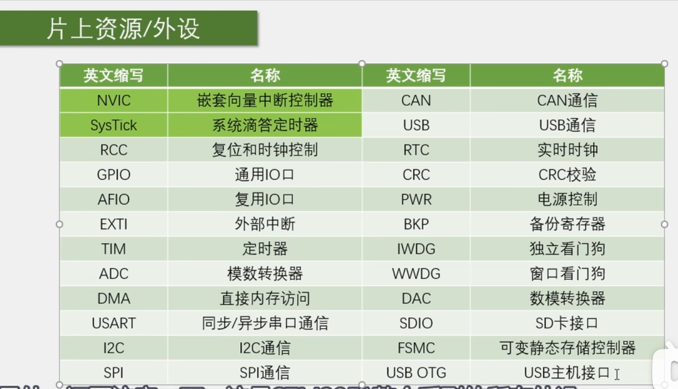 片上资源/外设
英文缩写 名称 英文缩写 名称
NVIC 嵌套向量中断控制器 CAN CAN通信
SysTick 系统滴答定时器 USB USB通信
RCC 复位和时钟控制 RTC 实时时钟
GPIO 通用IO口 CRC CRC校验
AFIO 复用IO口 PWR 电源控制
EXTI 外部中断 BKP 备份寄存器
TIM 定时器 IWDG 独立看门狗
ADC 模数转换器 WWDG 窗口看门狗
DMA 直接内存访问 DAC 数模转换器
USART 同步/异步串口通信 SDIO SD卡接口
I2C I2C通信 FSMC 可变静态存储控制器
SPI SPI通信 USB OTG USB主机接口